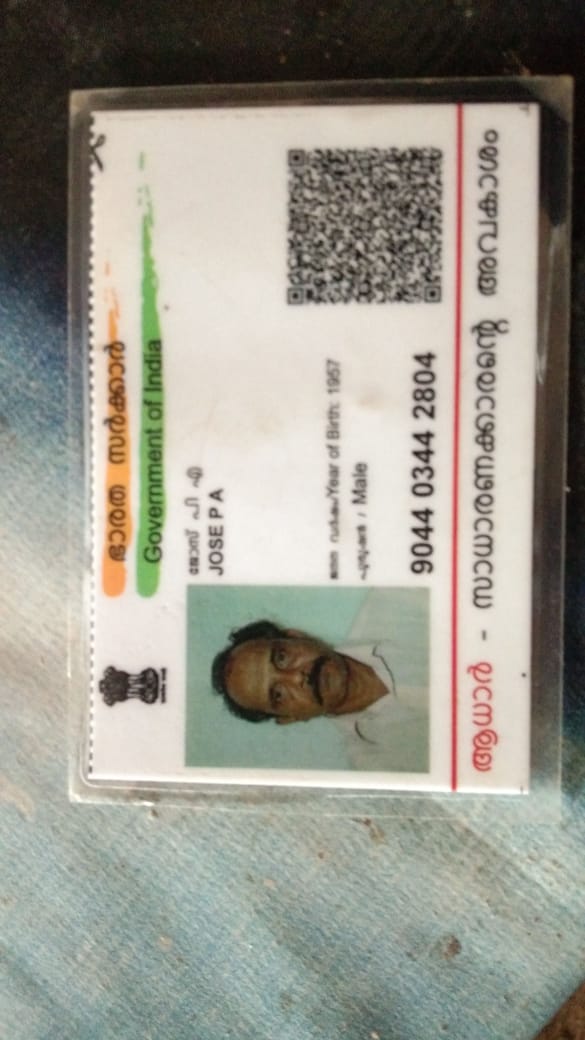 ഭാരത സർക്കാർ
Government of India
ജോസ് പി എ
JOSE P A
ജനന വർഷം/Year of Birth: 1957
പുരുഷൻ / Male
9044 0344 2804
ആധാർ - സാധാരണക്കാരന്റെ അവകാശം